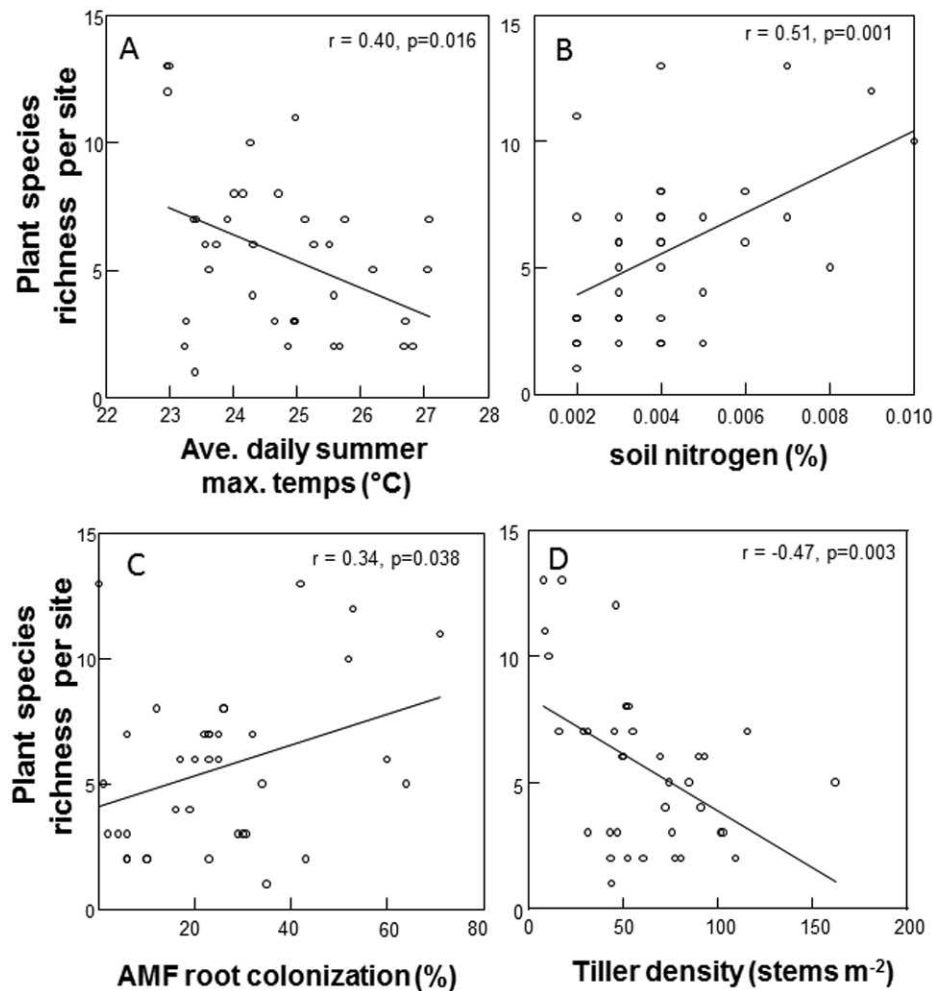 A
r = 0.40, p=0.016
15
10
5
0
22 23 24 25 26 27 28
Plant species
richness per site
Ave. daily summer
max. temps (°C)
B
r = 0.51, p=0.001
15
10
5
0
0.002 0.004 0.006 0.008 0.010
soil nitrogen (%)
C
r = 0.34, p=0.038
15
10
5
0
20 40 60 80
Plant species
richness per site
AMF root colonization (%)
D
r = -0.47, p=0.003
15
10
5
0
0 50 100 150 200
Tiller density (stems m⁻²)